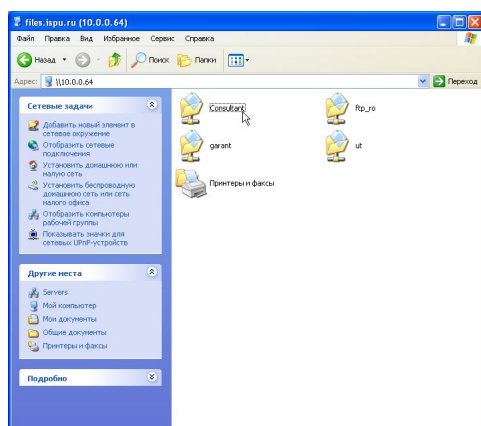 files.ispu.ru (10.0.0.64)
Файл Правка Вид Избранное Сервис Справка
Назад Поиск Папки
Адрес: \\10.0.0.64 Переход
Сетевые задачи
Добавить новый элемент в
сетевое окружение
Отобразить сетевые
подключения
Установить домашнюю или
малую сеть
Установить беспроводную
домашнюю сеть или сеть
малого офиса
Отобразить компьютеры
рабочей группы
Показывать значки для
сетевых UPnP-устройств
Другие места
Servers
Мой компьютер
Мои документы
Общие документы
Принтеры и факсы
Подробно
Consultant
ftp_ro
garant
ut
Принтеры и факсы